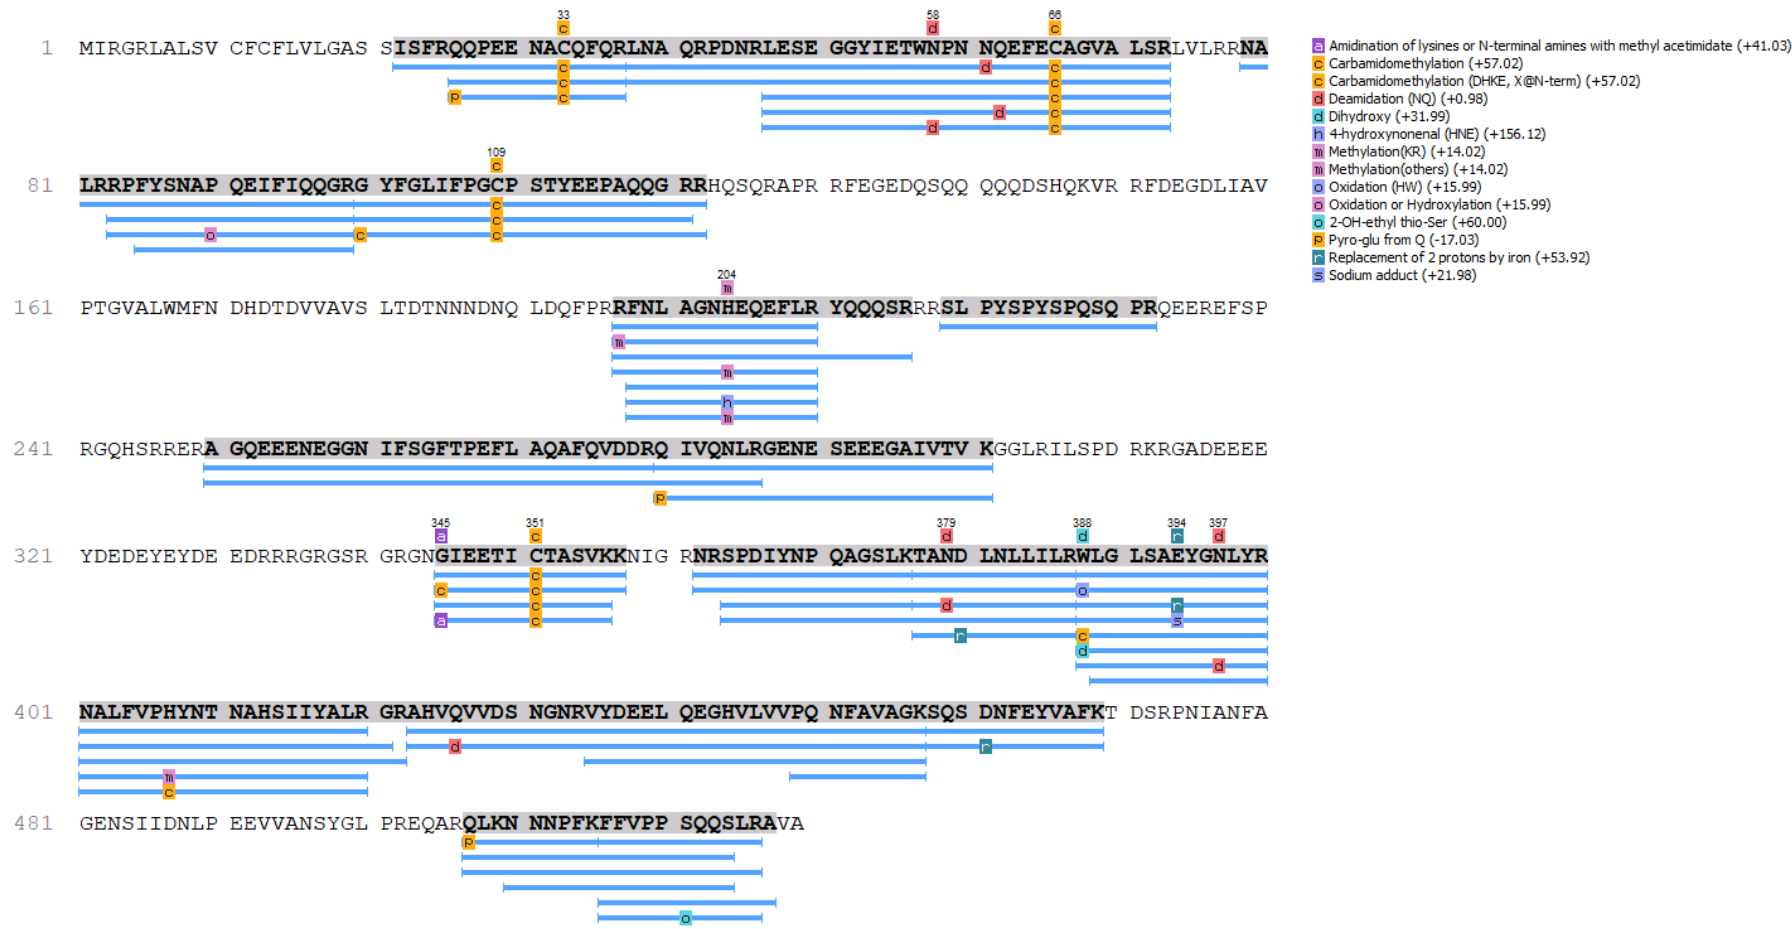 33 58 66
c d c
1 MIRGRLALSV CFCFLVLGASS SISFRQQPEE NACQFQRLNA QRPDNRLESE GGYIETWNPN NQEFECAGVA LSRLVLRRNA
c d c
c c
p c c
d c
d c
109
c
81 LRRPFYSNAP QEIFIQQGRG YFGLIFPGCP STYEEPAQQG RRHQSQRAPR RFEGEDQSQQ QQQDSHQKVR RFDEGDLIAV
c
c
o c c
204
m
161 PTGVALWMFN DHDTDVVAVS LTDTNNNDNQ LDQFPRRFNL AGNHEQEFLR YQQQSRRRSL PYSPYSPQSQ PRQEEREFSP
m
m
h
m
241 RGQHSRRERA GQEEENEGGN IFSGFTPEFL AQAFQVDDRQ IVQNLRGENE SEEEGAIVTV KGGLRILSPD RKRGADEEEE
p
345 351 379 388 394 397
a c d d r d
321 YDEDEYEYDE EDRRRGRGSR GRGNGIEETI CTASVKKNIG RNRSPDIYNP QAGSLKTAND LNLLILRWLG LSAEYGNLYR
c
c c o
c d r
a c s
r c
d
d
401 NALFVPHYNT NAHSIIYALR GRAHVQVVDS NGNRVYDEEL QEGHVLVVPQ NFAVAGKSQS DNFEYVAFKT DSRPNIANFA
d r
m
c
481 GENSIIDNLP EEVVANSYGL PREQARQLKN NNPFKFFVPP SQQSLRAVA
p
o
a Amidination of lysines or N-terminal amines with methyl acetimidate (+41.03)
c Carbamidomethylation (+57.02)
c Carbamidomethylation (DHKE, X@N-term) (+57.02)
d Deamidation (NQ) (+0.98)
d Dihydroxy (+31.99)
h 4-hydroxynonenal (HNE) (+156.12)
m Methylation(KR) (+14.02)
m Methylation(others) (+14.02)
o Oxidation (HW) (+15.99)
o Oxidation or Hydroxylation (+15.99)
o 2-OH-ethyl thio-Ser (+60.00)
p Pyro-glu from Q (-17.03)
r Replacement of 2 protons by iron (+53.92)
s Sodium adduct (+21.98)